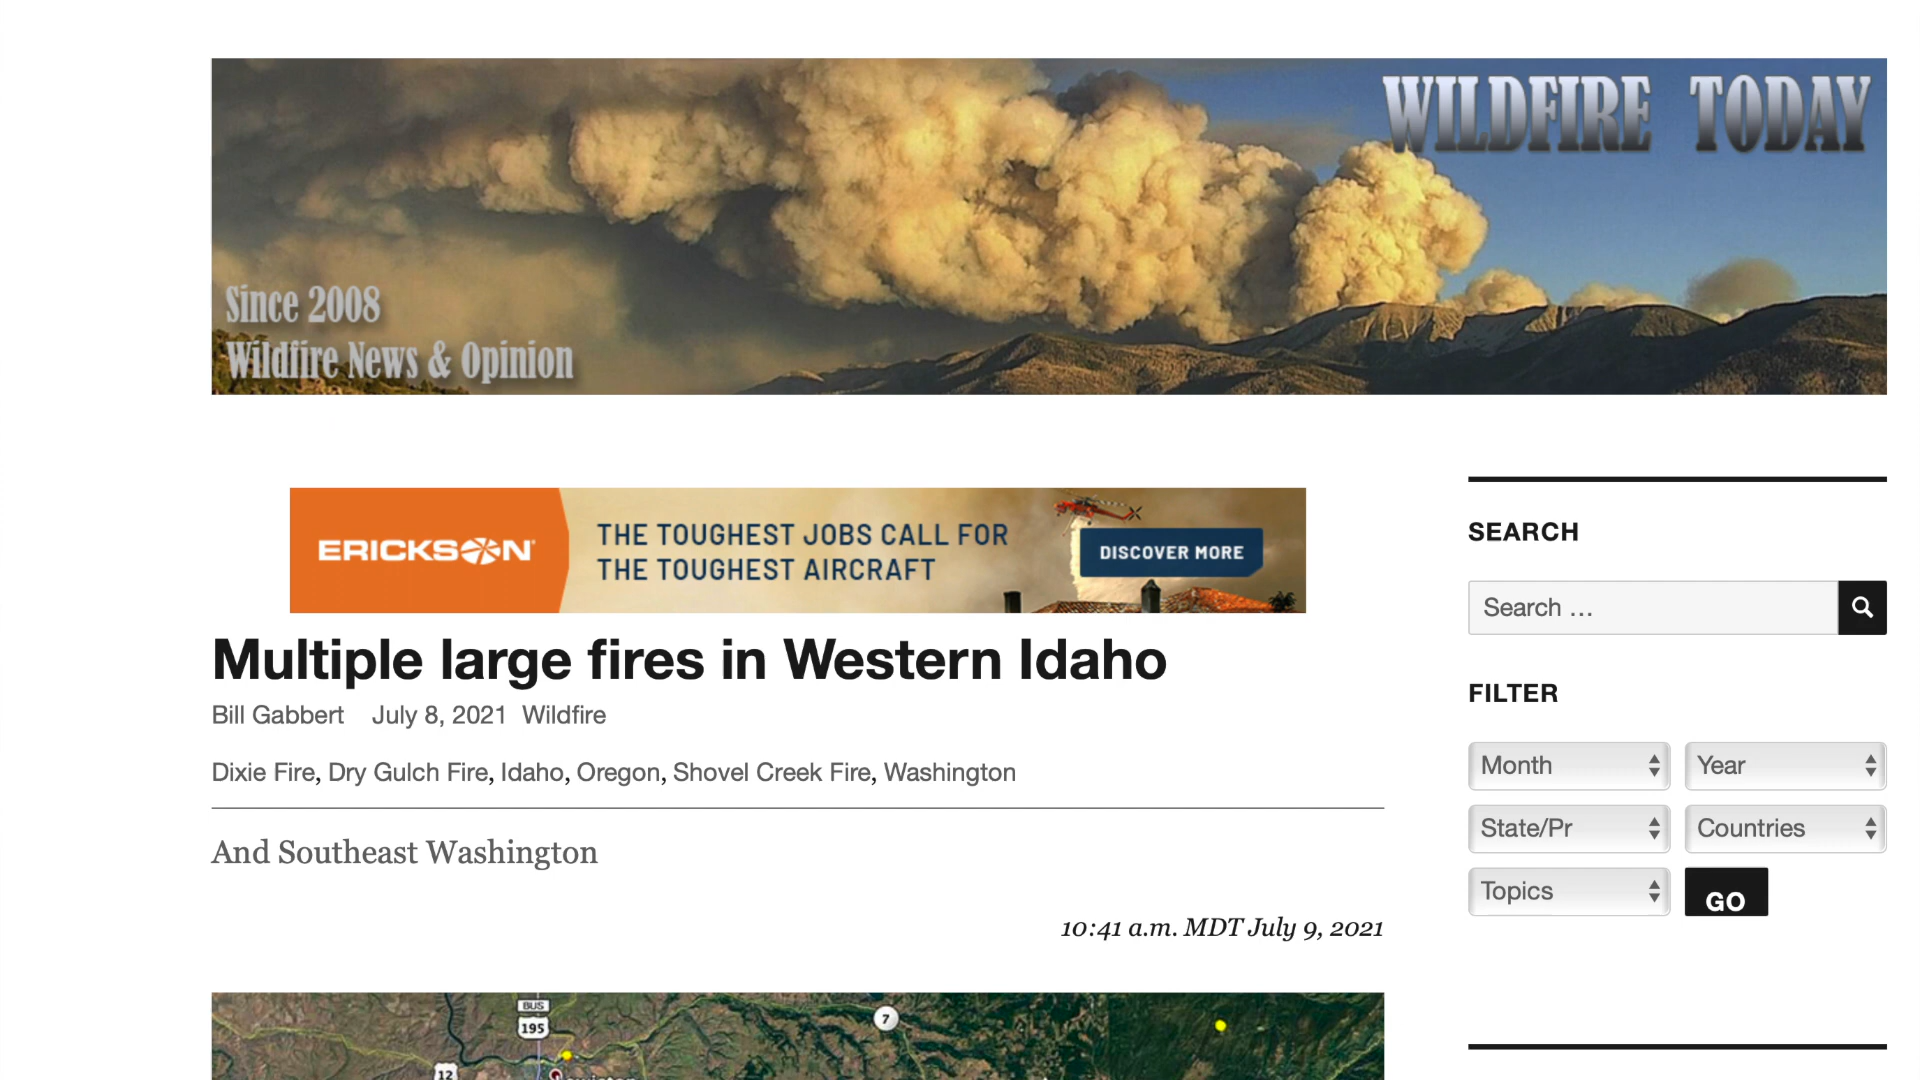 WILDFIRE TODAY
Since 2008
Wildfire News & Opinion
ERICKSON
THE TOUGHEST JOBS CALL FOR
THE TOUGHEST AIRCRAFT
DISCOVER MORE
Multiple large fires in Western Idaho
Bill Gabbert July 8, 2021 Wildfire
Dixie Fire, Dry Gulch Fire, Idaho, Oregon, Shovel Creek Fire, Washington
And Southeast Washington
10:41 a.m. MDT July 9, 2021
BUS
195
7
12
SEARCH
Search …
FILTER
Month Year
State/Pr Countries
Topics GO